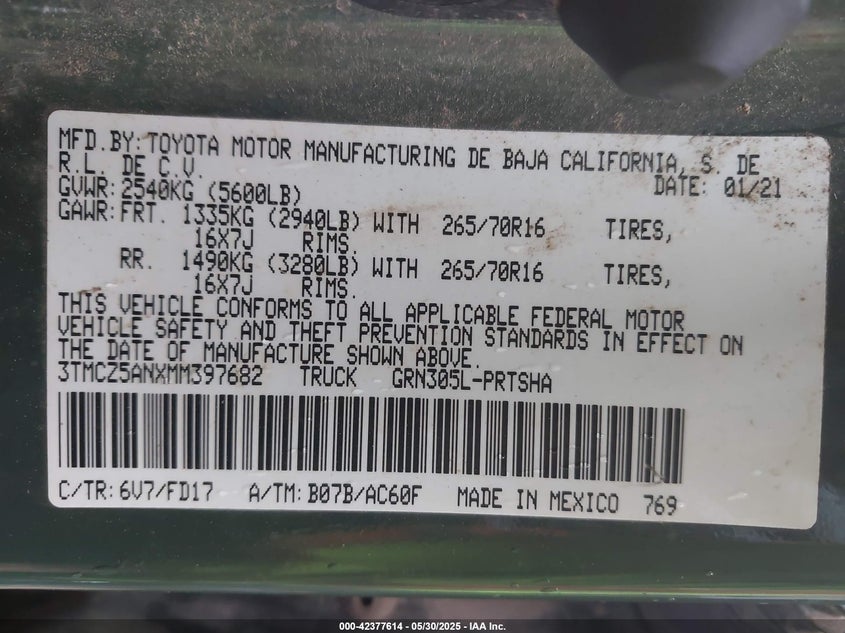 MFD.BY: TOYOTA MOTOR MANUFACTURING DE BAJA CALIFORNIA, S. DE
R.L. DE C.V.
DATE: 01/21
GVWR: 2540KG (5600LB)
GAWR: FRT. 1335KG (2940LB) WITH 265/70R16 TIRES,
16X7J RIMS.
RR. 1490KG (3280LB) WITH 265/70R16 TIRES,
16X7J RIMS.
THIS VEHICLE CONFORMS TO ALL APPLICABLE FEDERAL MOTOR
VEHICLE SAFETY AND THEFT PREVENTION STANDARDS IN EFFECT ON
THE DATE OF MANUFACTURE SHOWN ABOVE.
3TMCZ5ANXMM397682 TRUCK GRN305L-PRTSHA
C/TR: 6V7/FD17 A/TM: B07B/AC60F MADE IN MEXICO 769
000-42377614 - 05/30/2025 - IAA Inc.